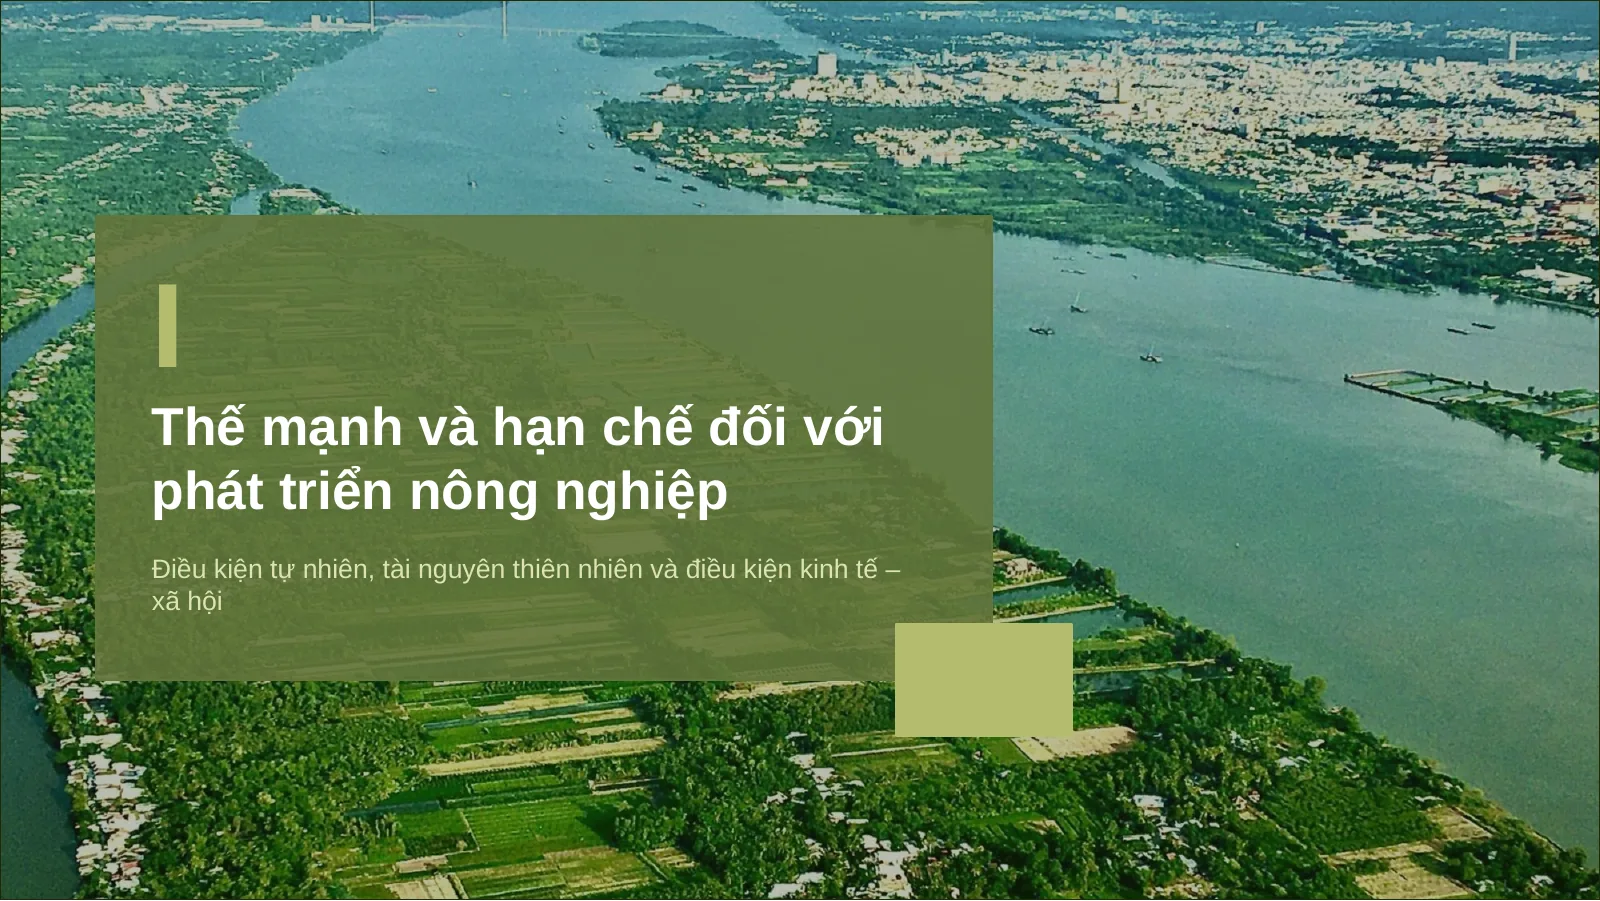 Thế mạnh và hạn chế đối với
phát triển nông nghiệp
Điều kiện tự nhiên, tài nguyên thiên nhiên và điều kiện kinh tế –
xã hội